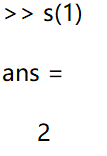 >> s(1)
ans =
2